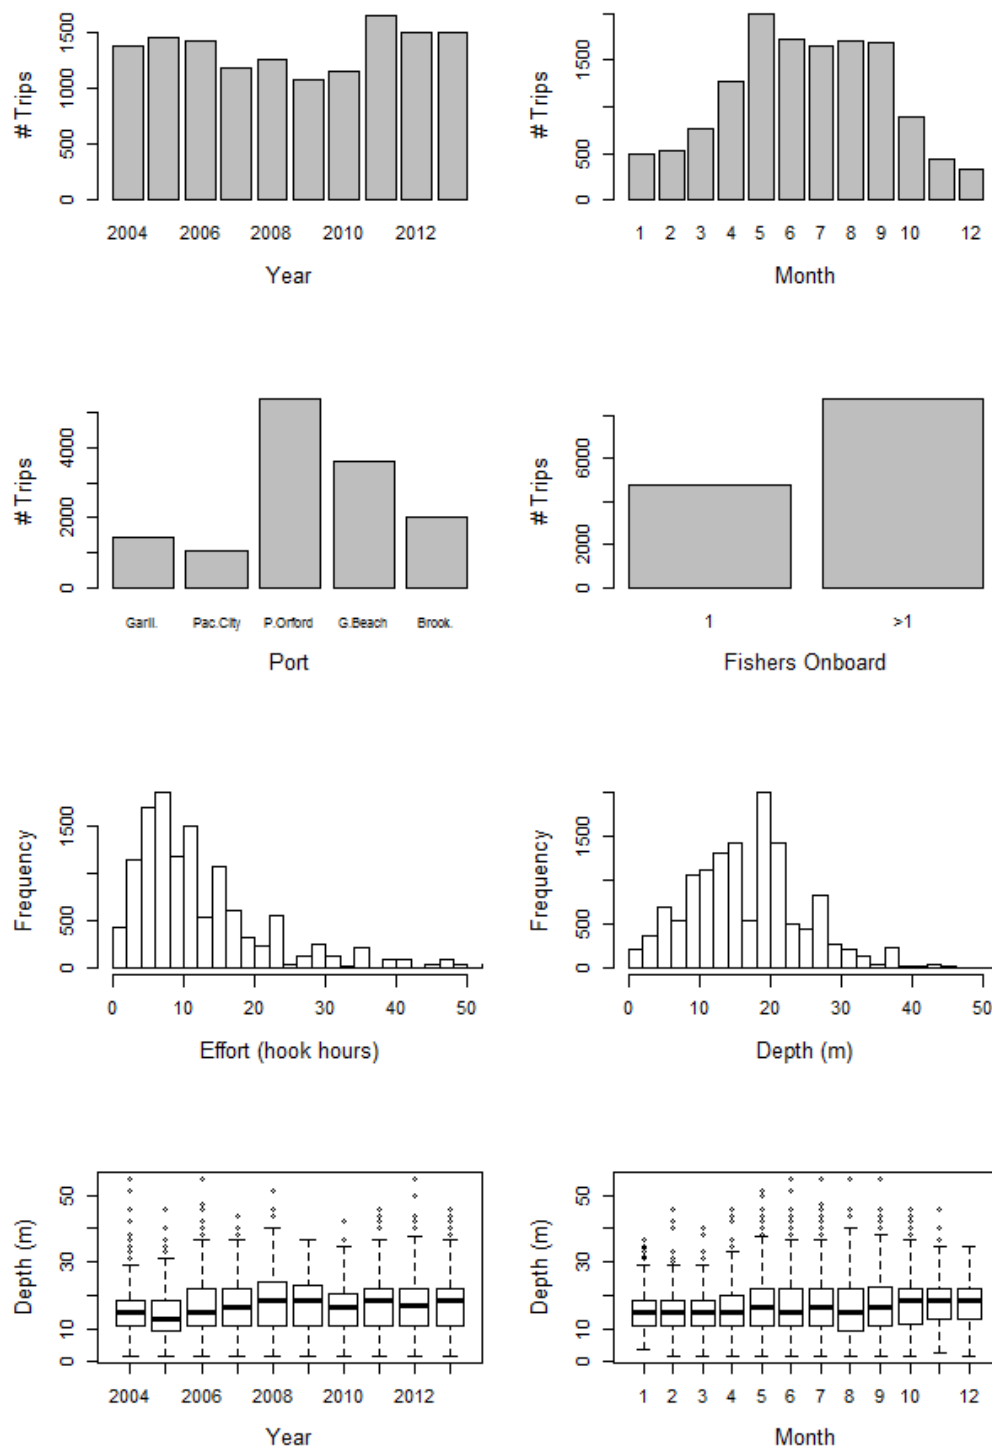 # Trips
0 500 1000 1500
2004 2006 2008 2010 2012
Year
# Trips
0 500 1500
1 2 3 4 5 6 7 8 9 10 12
Month
# Trips
0 2000 4000
Garli. Pac.City P.Orford G.Beach Brook.
Port
# Trips
0 2000 6000
1 >1
Fishers Onboard
Frequency
0 500 1500
0 10 20 30 40 50
Effort (hook hours)
Frequency
0 500 1500
0 10 20 30 40 50
Depth (m)
Depth (m)
0 10 30 50
2004 2006 2008 2010 2012
Year
Depth (m)
0 10 30 50
1 2 3 4 5 6 7 8 9 10 12
Month